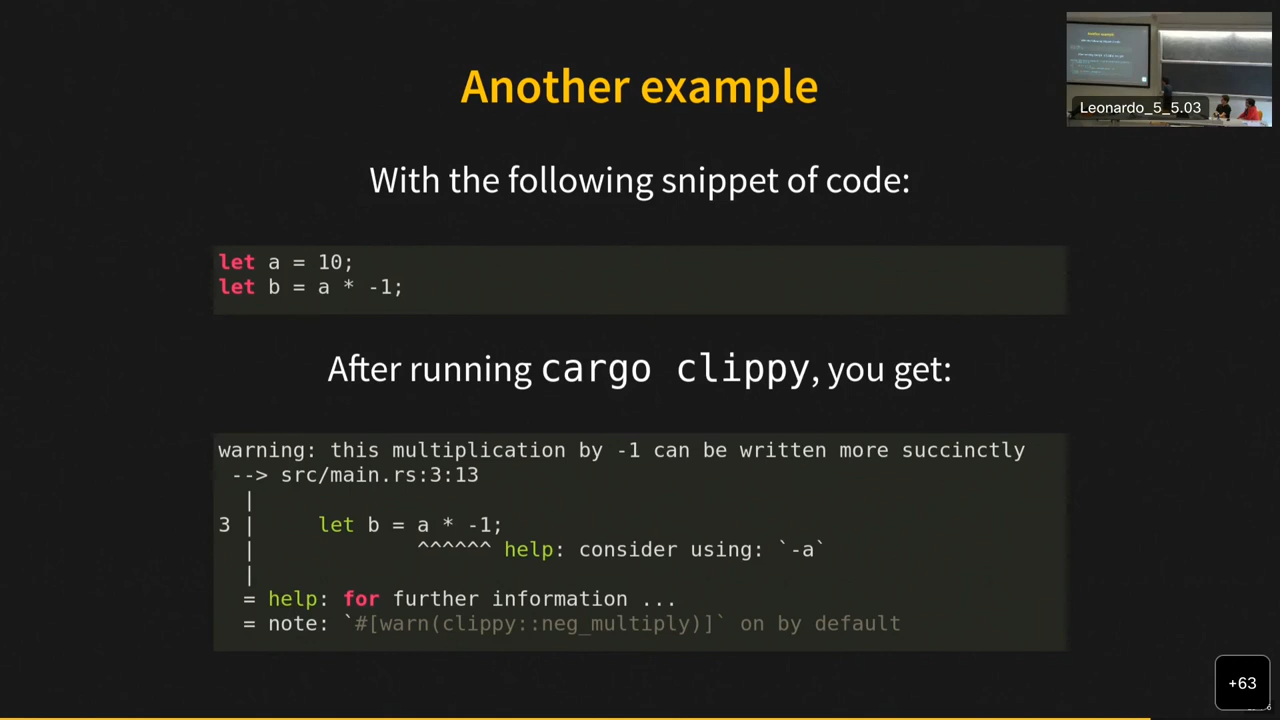 Another example
Leonardo_5_5.03
With the following snippet of code:
let a = 10;
let b = a * -1;
After running cargo clippy, you get:
warning: this multiplication by -1 can be written more succinctly
--> src/main.rs:3:13
|
3 |     let b = a * -1;
|             ^^^^^^ help: consider using: `-a`
|
= help: for further information ...
= note: `#[warn(clippy::neg_multiply)]` on by default
+63